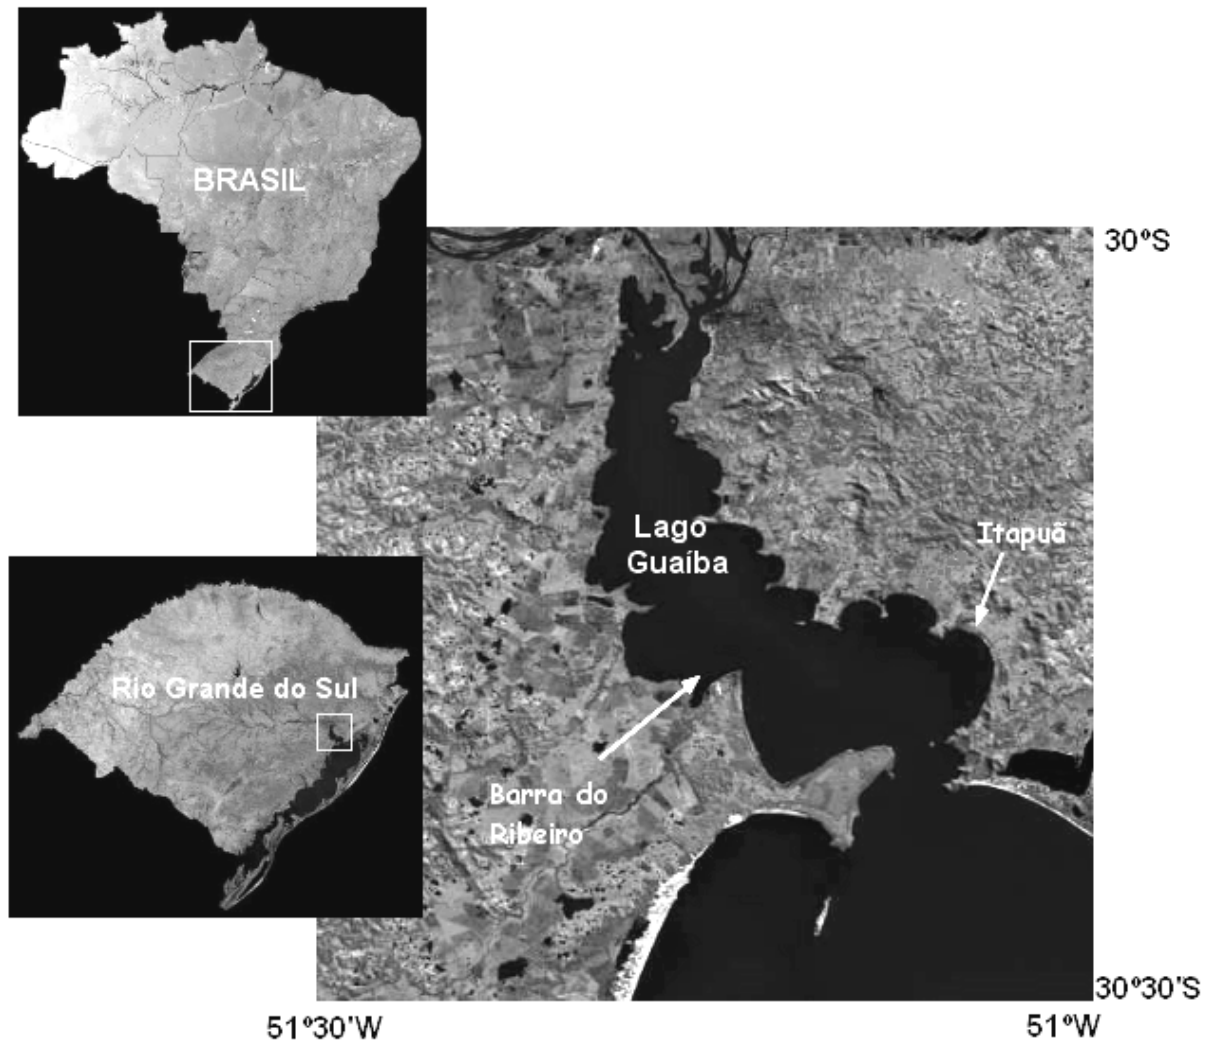 BRASIL
30ºS
Lago
Guaíba
Itapuã
Rio Grande do Sul
Barra do
Ribeiro
30º30'S
51º30'W
51ºW